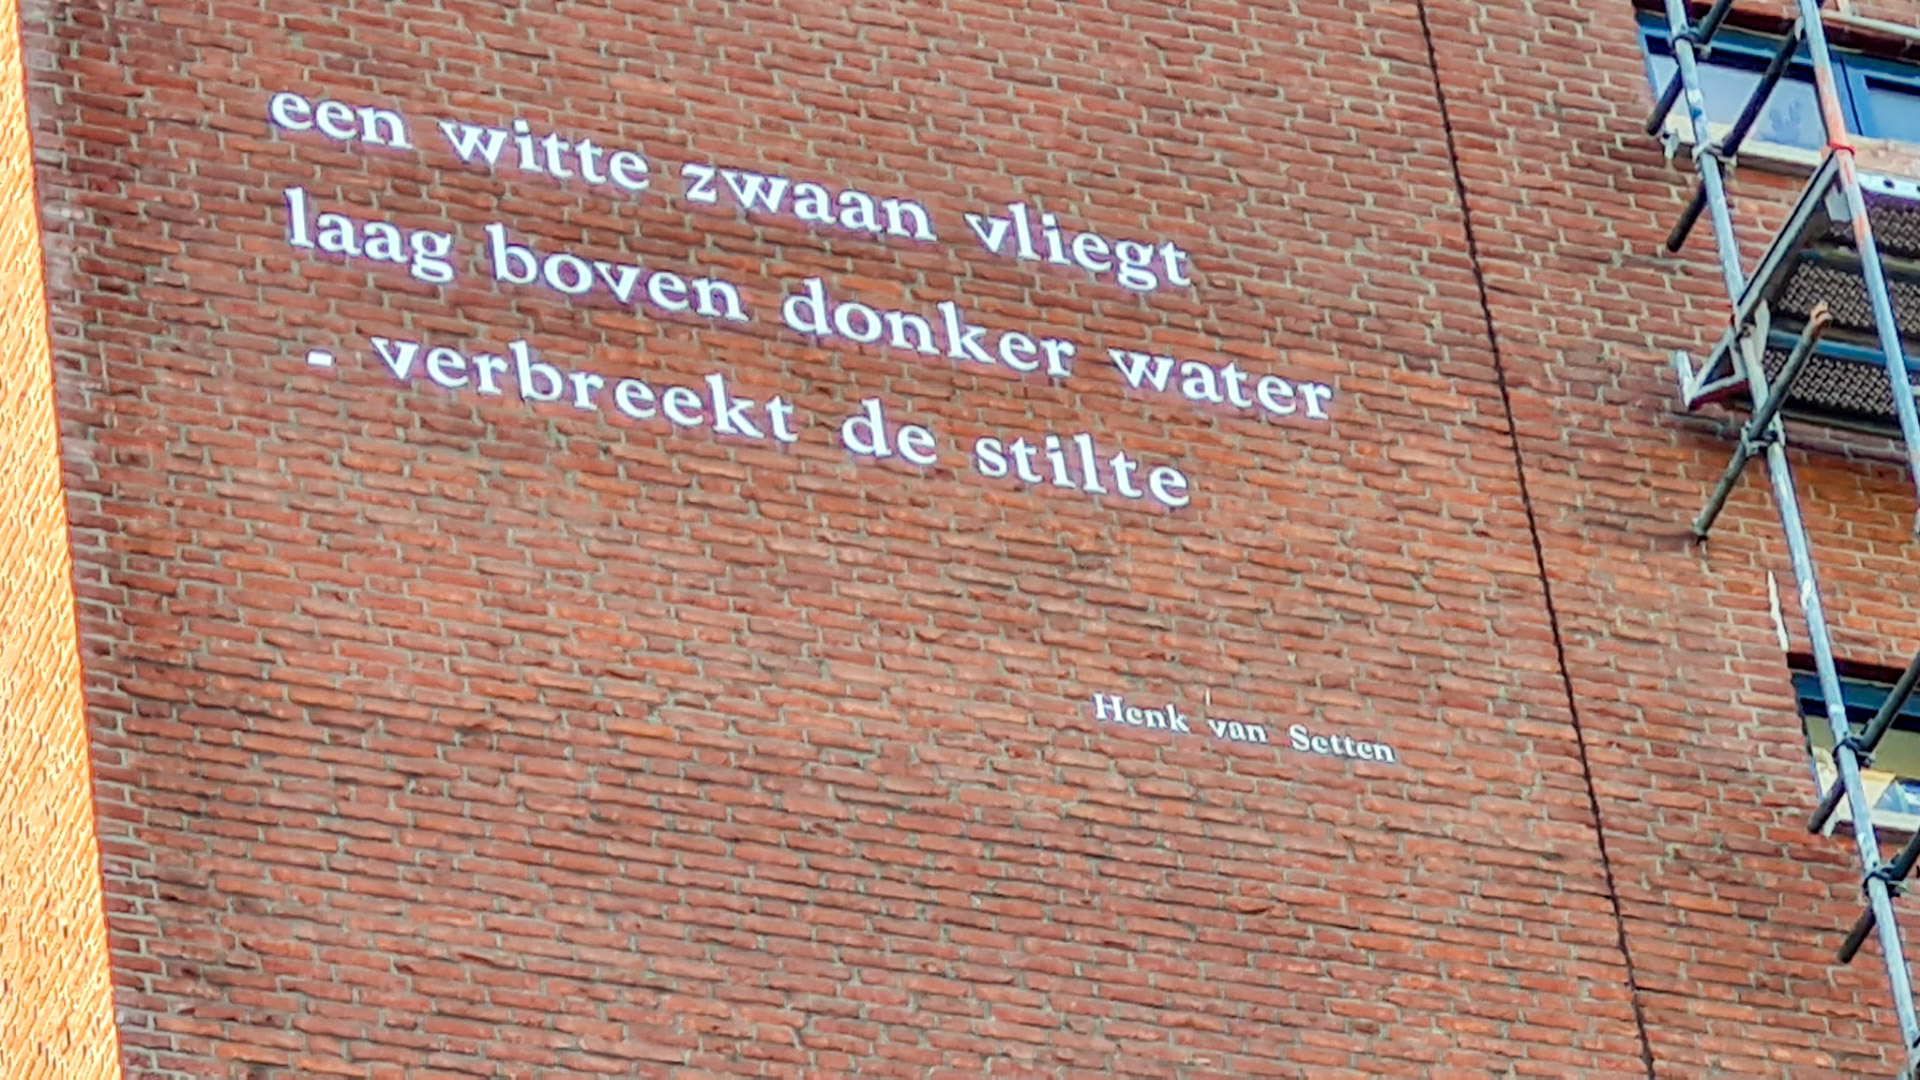 een witte zwaan vliegt
laag boven donker water
- verbreekt de stilte
Henk van Setten